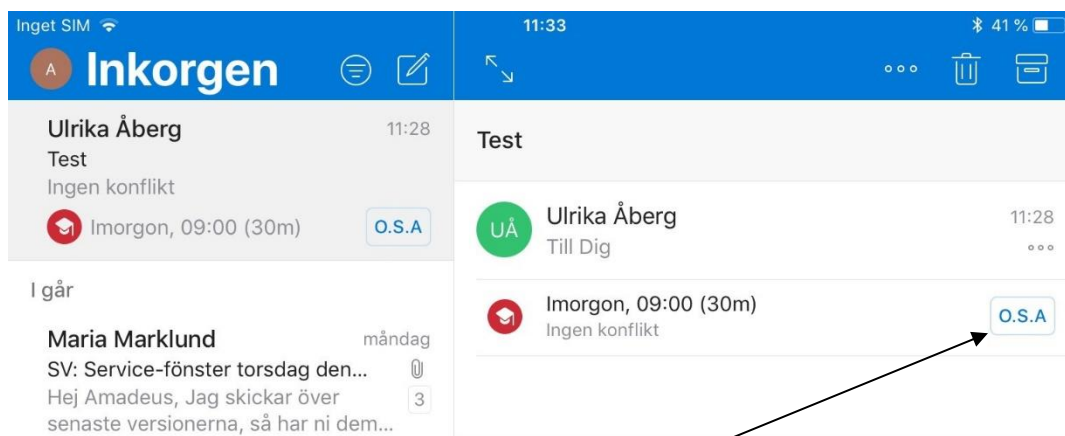 Inget SIM
11:33
41 %
A
Inkorgen
Ulrika Åberg 11:28
Test
Ingen konflikt
Imorgon, 09:00 (30m) O.S.A
I går
Maria Marklund måndag
SV: Service-fönster torsdag den...
Hej Amadeus, Jag skickar över 3
senaste versionerna, så har ni dem...
Test
UÅ
Ulrika Åberg 11:28
Till Dig
Imorgon, 09:00 (30m) O.S.A
Ingen konflikt